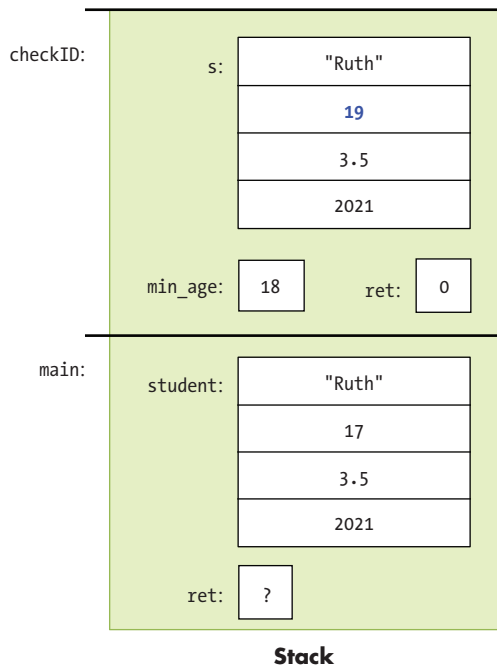 checkID:
s: "Ruth"
19
3.5
2021
min_age: 18 ret: 0
main:
student: "Ruth"
17
3.5
2021
ret: ?
Stack